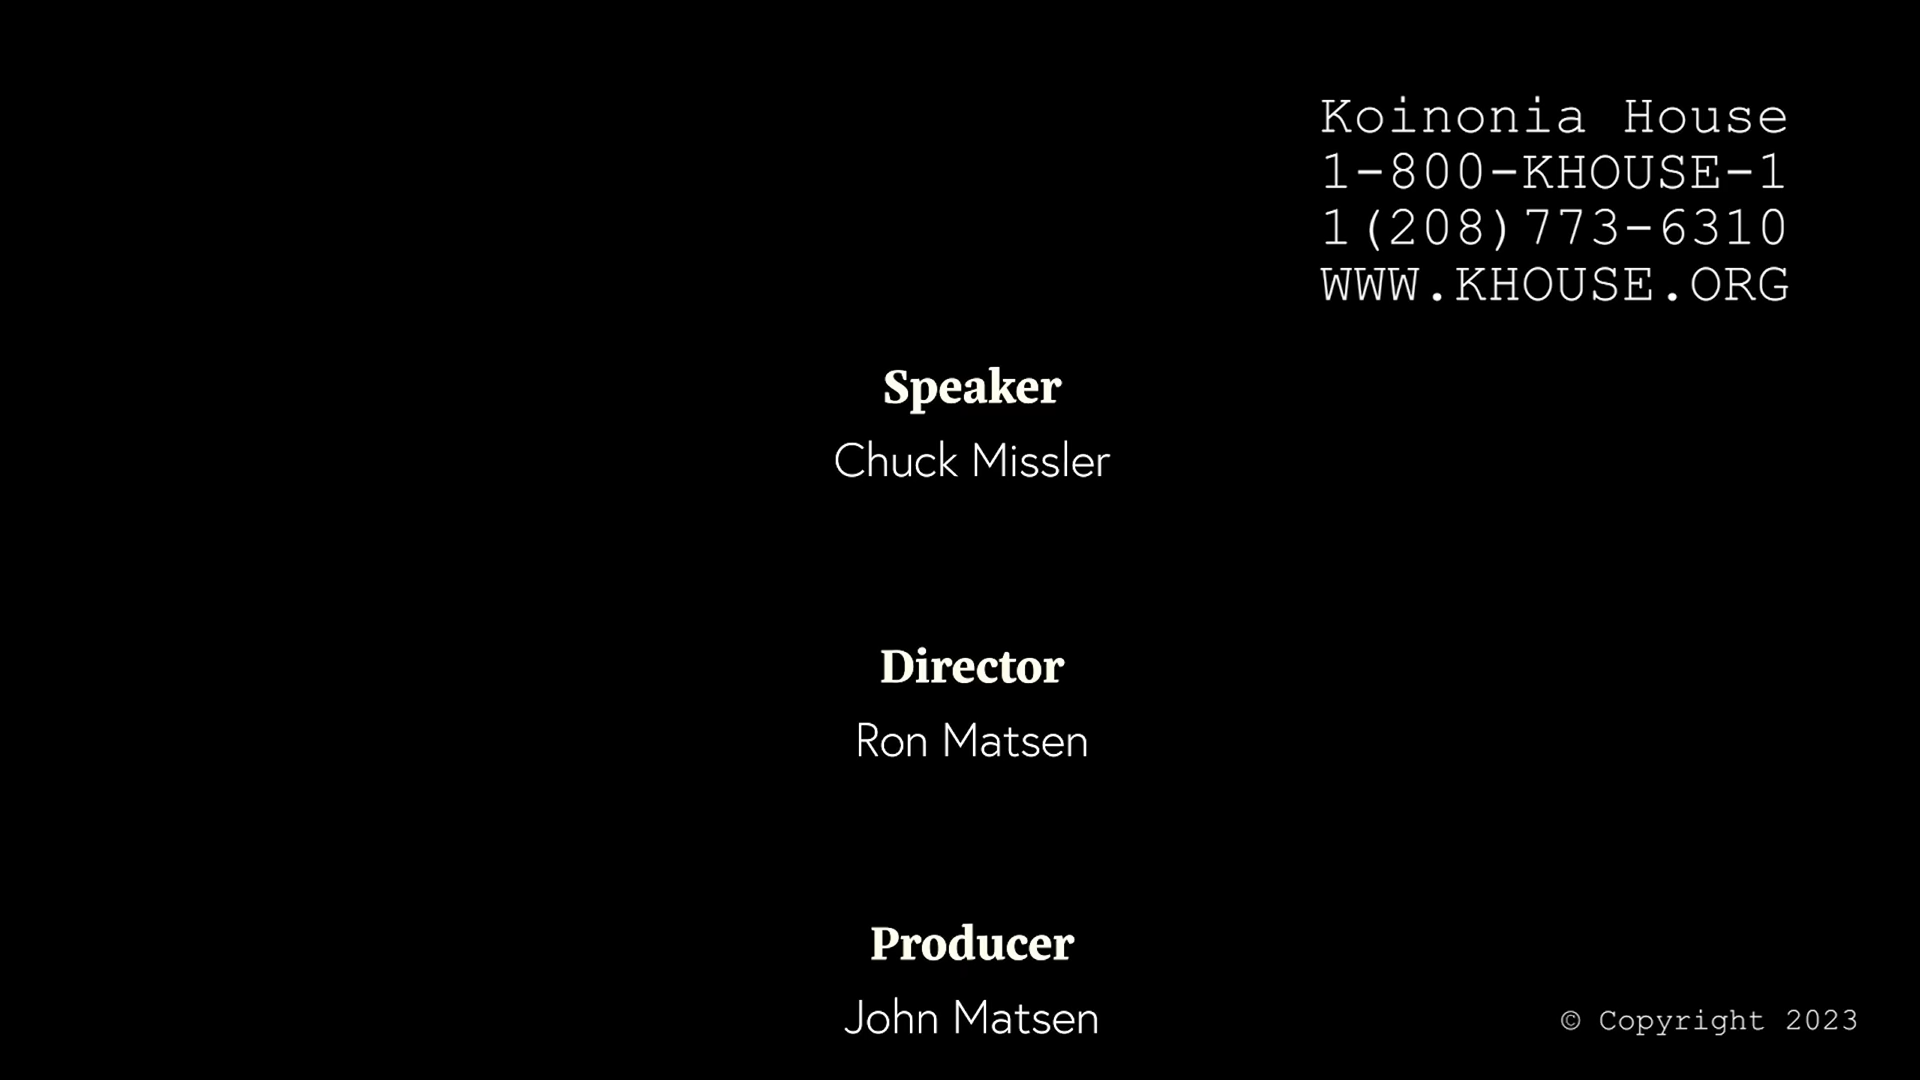 Koinonia House
1-800-KHOUSE-1
1(208)773-6310
WWW.KHOUSE.ORG
Speaker
Chuck Missler
Director
Ron Matsen
Producer
John Matsen
© Copyright 2023